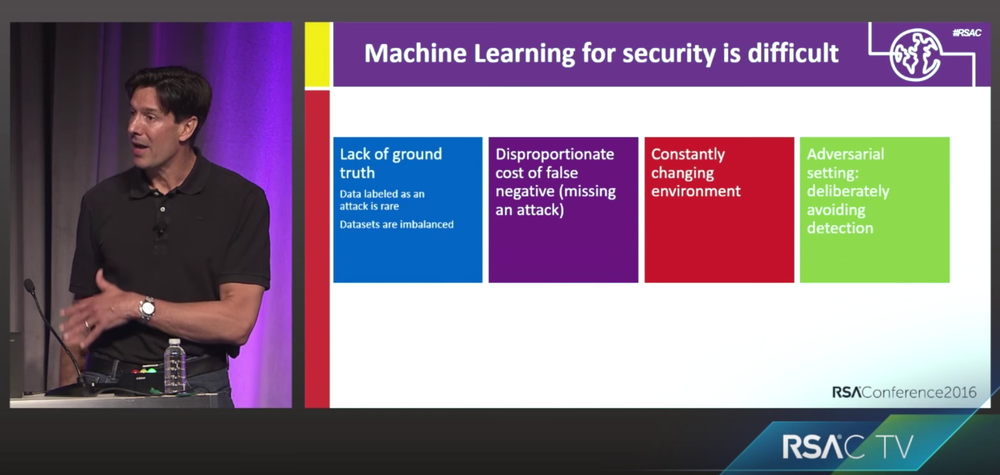 Machine Learning for security is difficult
#RSAC
Lack of ground
truth
Data labeled as an
attack is rare
Datasets are imbalanced
Disproportionate
cost of false
negative (missing
an attack)
Constantly
changing
environment
Adversarial
setting:
deliberately
avoiding
detection
RSAConference2016
RSA®C TV